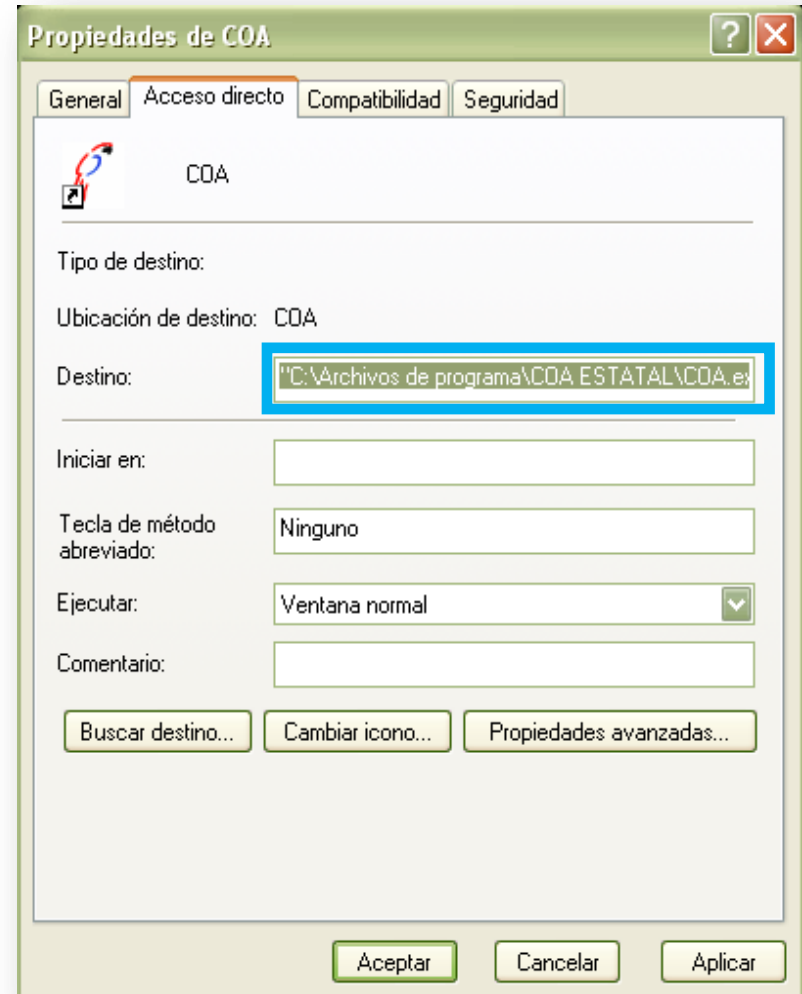 Propiedades de COA
General Acceso directo Compatibilidad Seguridad
COA
Tipo de destino:
Ubicación de destino: COA
Destino: "C:\Archivos de programa\COA ESTATAL\COA.ex
Iniciar en:
Tecla de método abreviado: Ninguno
Ejecutar: Ventana normal
Comentario:
Buscar destino... Cambiar icono... Propiedades avanzadas...
Aceptar Cancelar Aplicar